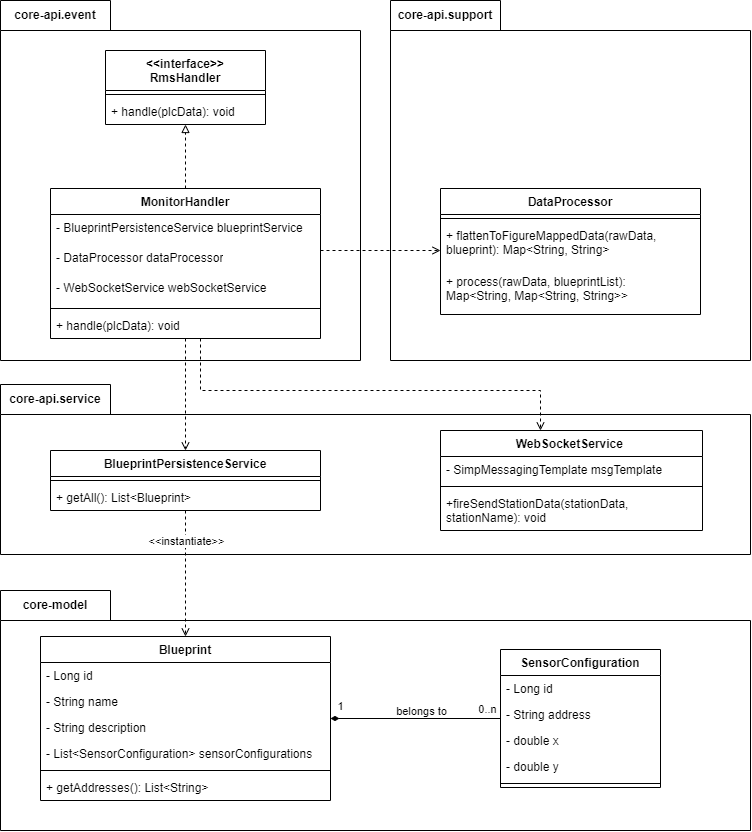 core-api.event
<<interface>>
RmsHandler
+ handle(plcData): void
MonitorHandler
- BlueprintPersistenceService blueprintService
- DataProcessor dataProcessor
- WebSocketService webSocketService
+ handle(plcData): void
core-api.support
DataProcessor
+ flattenToFigureMappedData(rawData,
blueprint): Map<String, String>
+ process(rawData, blueprintList):
Map<String, Map<String, String>>
core-api.service
BlueprintPersistenceService
+ getAll(): List<Blueprint>
WebSocketService
- SimpMessagingTemplate msgTemplate
+fireSendStationData(stationData,
stationName): void
<<instantiate>>
core-model
Blueprint
- Long id
- String name
- String description
- List<SensorConfiguration> sensorConfigurations
+ getAddresses(): List<String>
1
belongs to
0..n
SensorConfiguration
- Long id
- String address
- double x
- double y